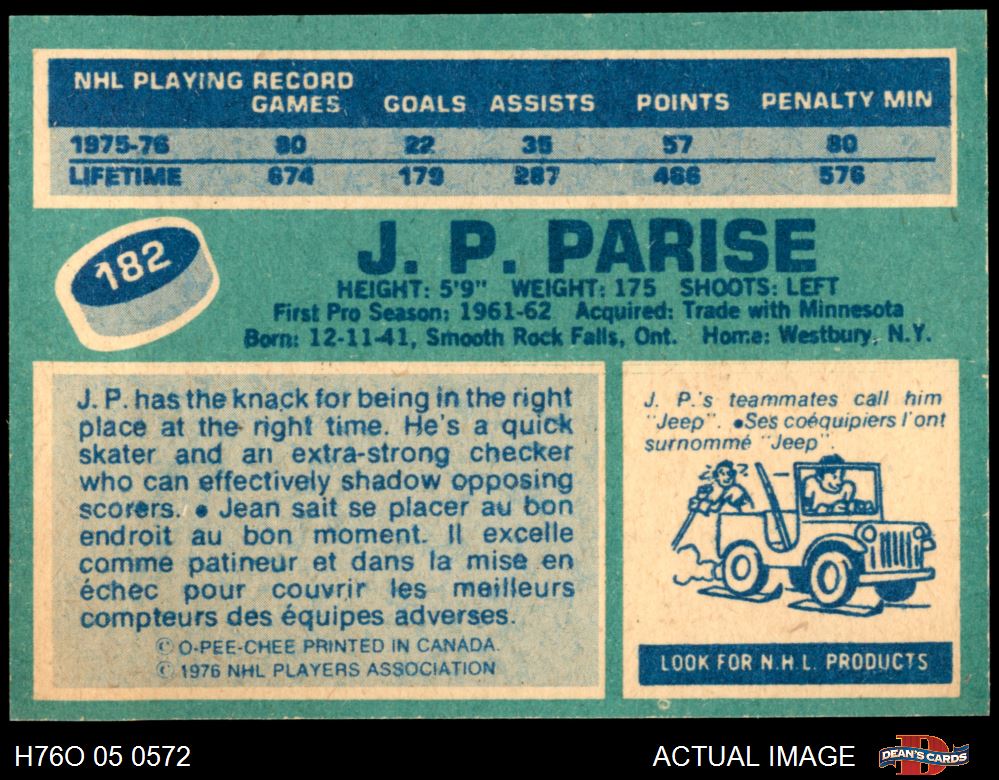 NHL PLAYING RECORD
GAMES GOALS ASSISTS POINTS PENALTY MIN
1975-76 80 22 35 57 80
LIFETIME 674 179 287 466 576
182
J. P. PARISE
HEIGHT: 5'9" WEIGHT: 175 SHOOTS: LEFT
First Pro Season: 1961-62 Acquired: Trade with Minnesota
Born: 12-11-41, Smooth Rock Falls, Ont. Home: Westbury, N.Y.
J. P. has the knack for being in the right
place at the right time. He's a quick
skater and an extra-strong checker
who can effectively shadow opposing
scorers. • Jean sait se placer au bon
endroit au bon moment. Il excelle
comme patineur et dans la mise en
échec pour couvrir les meilleurs
compteurs des équipes adverses.
© O-PEE-CHEE PRINTED IN CANADA.
© 1976 NHL PLAYERS ASSOCIATION
J. P.'s teammates call him
"Jeep". •Ses coéquipiers l'ont
surnommé "Jeep".
LOOK FOR N.H.L. PRODUCTS
H76O 05 0572
ACTUAL IMAGE
DEAN'S CARDS